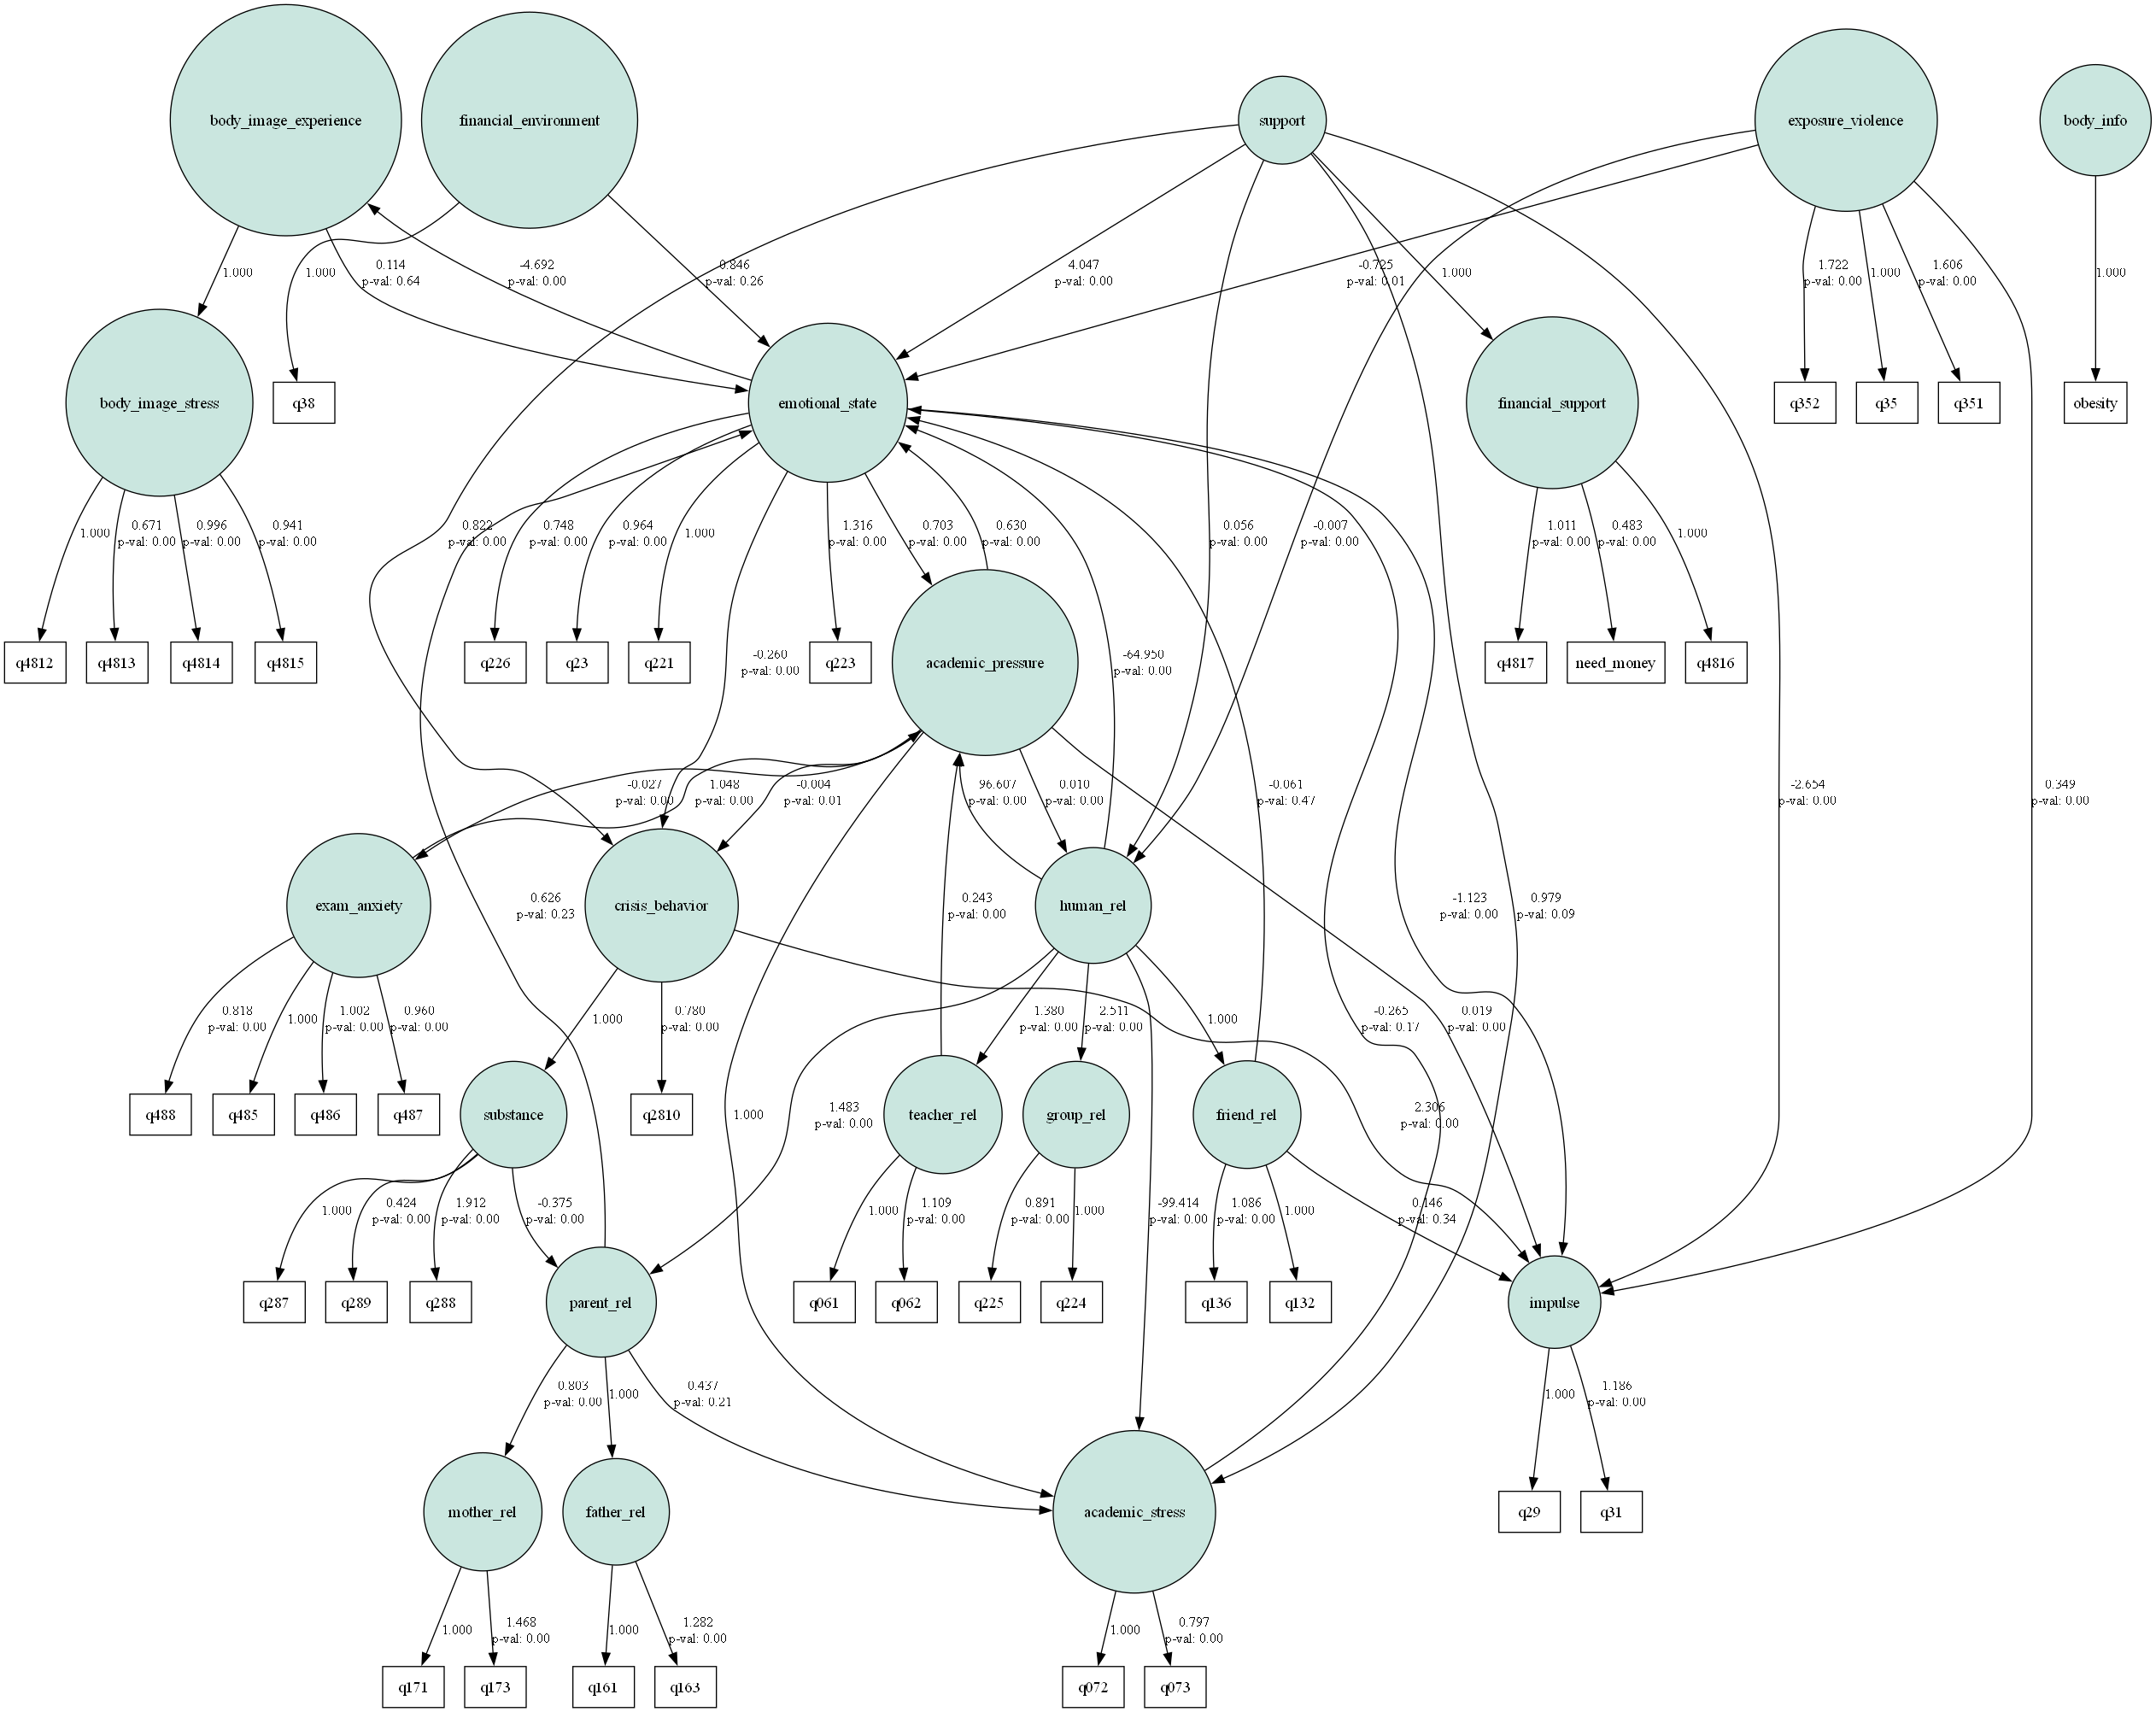 body_image_experience
financial_environment
support
exposure_violence
body_info
1.000
1.000
0.114
p-val: 0.64
-4.692
p-val: 0.00
0.846
p-val: 0.26
4.047
p-val: 0.00
-0.725
p-val: 0.01
1.000
1.722
p-val: 0.00
1.000
1.606
p-val: 0.00
1.000
body_image_stress
q38
emotional_state
financial_support
q352
q35
q351
obesity
1.000
0.671
p-val: 0.00
0.996
p-val: 0.00
0.941
p-val: 0.00
0.822
p-val: 0.00
0.748
p-val: 0.00
0.964
p-val: 0.00
1.000
1.316
p-val: 0.00
0.703
p-val: 0.00
0.630
p-val: 0.00
0.056
p-val: 0.00
-0.007
p-val: 0.00
1.011
p-val: 0.00
0.483
p-val: 0.00
1.000
q4812
q4813
q4814
q4815
q226
q23
q221
-0.260
p-val: 0.00
q223
academic_pressure
-64.950
p-val: 0.00
q4817
need_money
q4816
-0.027
p-val: 0.00
1.048
p-val: 0.00
-0.004
p-val: 0.01
96.607
p-val: 0.00
0.010
p-val: 0.00
-0.061
p-val: 0.47
-2.654
p-val: 0.00
0.349
p-val: 0.00
exam_anxiety
0.626
p-val: 0.23
crisis_behavior
0.243
p-val: 0.00
human_rel
-1.123
p-val: 0.00
0.979
p-val: 0.09
0.818
p-val: 0.00
1.000
1.002
p-val: 0.00
0.960
p-val: 0.00
1.000
0.780
p-val: 0.00
1.380
p-val: 0.00
2.511
p-val: 0.00
1.000
-0.265
p-val: 0.17
0.019
p-val: 0.00
q488
q485
q486
q487
substance
q2810
1.000
1.483
p-val: 0.00
teacher_rel
group_rel
friend_rel
2.306
p-val: 0.00
1.000
0.424
p-val: 0.00
1.912
p-val: 0.00
-0.375
p-val: 0.00
1.000
1.109
p-val: 0.00
0.891
p-val: 0.00
1.000
-99.414
p-val: 0.00
1.086
p-val: 0.00
1.000
0.146
p-val: 0.34
q287
q289
q288
parent_rel
q061
q062
q225
q224
q136
q132
impulse
0.803
p-val: 0.00
1.000
0.437
p-val: 0.21
1.000
1.186
p-val: 0.00
mother_rel
father_rel
academic_stress
q29
q31
1.000
1.468
p-val: 0.00
1.000
1.282
p-val: 0.00
1.000
0.797
p-val: 0.00
q171
q173
q161
q163
q072
q073